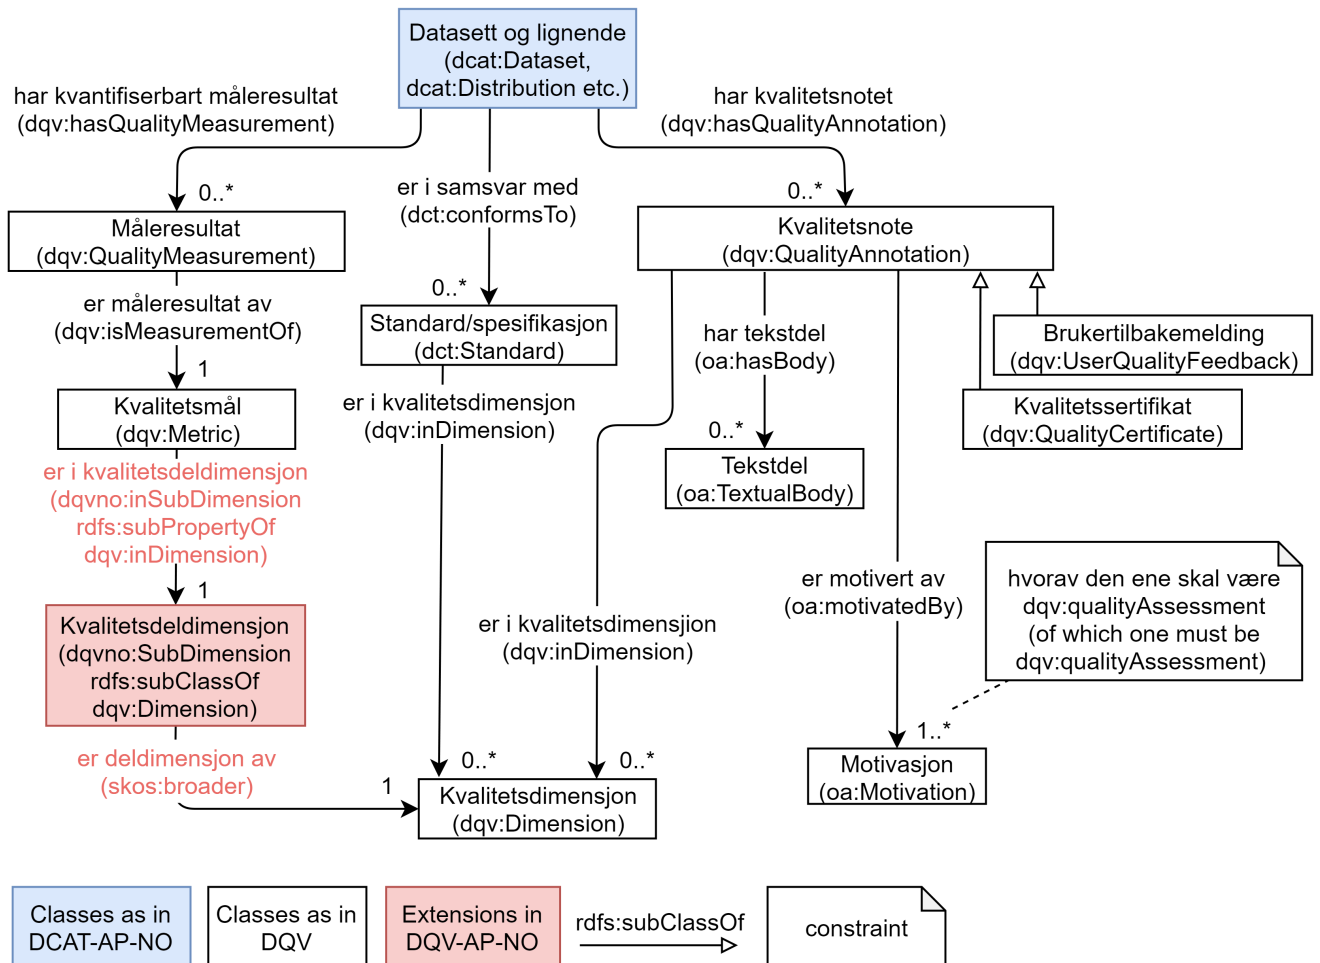 Datasett og lignende
(dcat:Dataset,
dcat:Distribution etc.)
har kvantifiserbart måleresultat
(dqv:hasQualityMeasurement)
har kvalitetsnotet
(dqv:hasQualityAnnotation)
0..*
er i samsvar med
(dct:conformsTo)
0..*
Måleresultat
(dqv:QualityMeasurement)
Kvalitetsnote
(dqv:QualityAnnotation)
er måleresultat av
(dqv:isMeasurementOf)
1
0..*
Standard/spesifikasjon
(dct:Standard)
har tekstdel
(oa:hasBody)
0..*
Brukertilbakemelding
(dqv:UserQualityFeedback)
Kvalitetsmål
(dqv:Metric)
er i kvalitetsdimensjon
(dqv:inDimension)
Kvalitetssertifikat
(dqv:QualityCertificate)
Tekstdel
(oa:TextualBody)
er i kvalitetsdeldimensjon
(dqvno:inSubDimension
rdfs:subPropertyOf
dqv:inDimension)
1
Kvalitetsdeldimensjon
(dqvno:SubDimension
rdfs:subClassOf
dqv:Dimension)
er i kvalitetsdimensjion
(dqv:inDimension)
er motivert av
(oa:motivatedBy)
hvorav den ene skal være
dqv:qualityAssessment
(of which one must be
dqv:qualityAssessment)
er deldimensjon av
(skos:broader)
1
0..*
0..*
1..*
Kvalitetsdimensjon
(dqv:Dimension)
Motivasjon
(oa:Motivation)
Classes as in
DCAT-AP-NO
Classes as in
DQV
Extensions in
DQV-AP-NO
rdfs:subClassOf
constraint